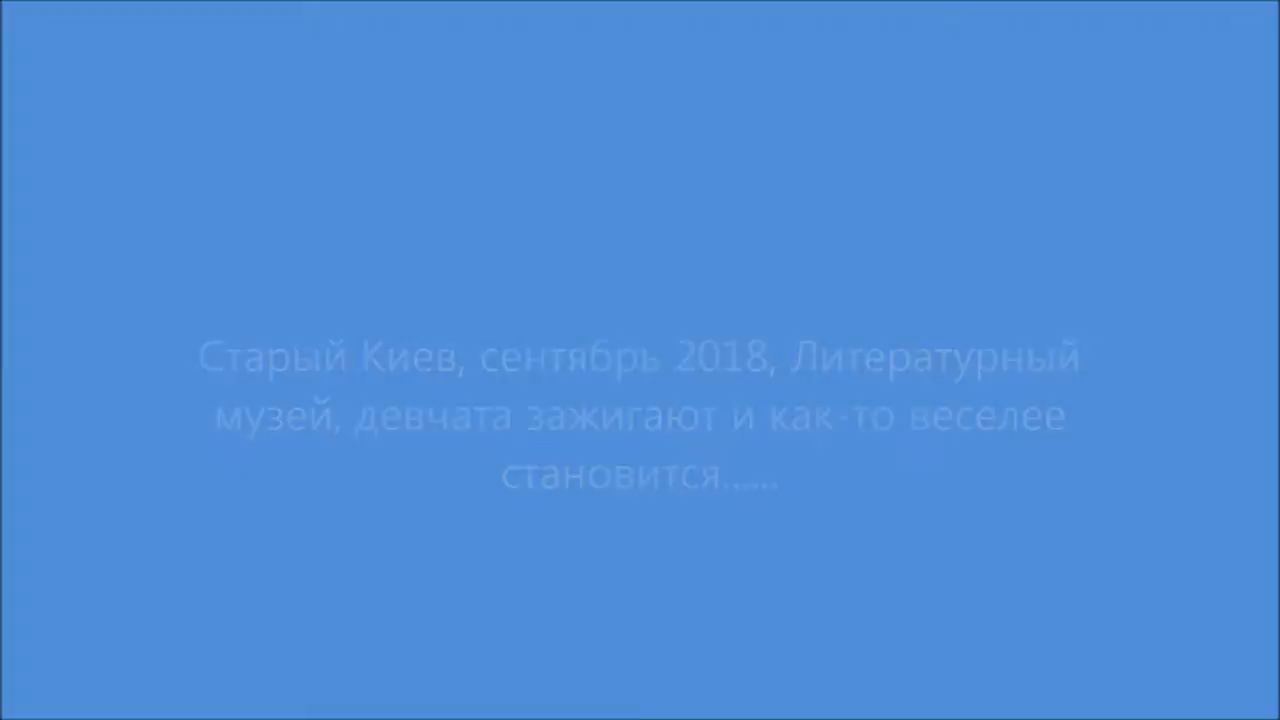 Старый Киев, сентябрь 2018, Литературный
музей, девчата зажигают и как-то веселее
становится......